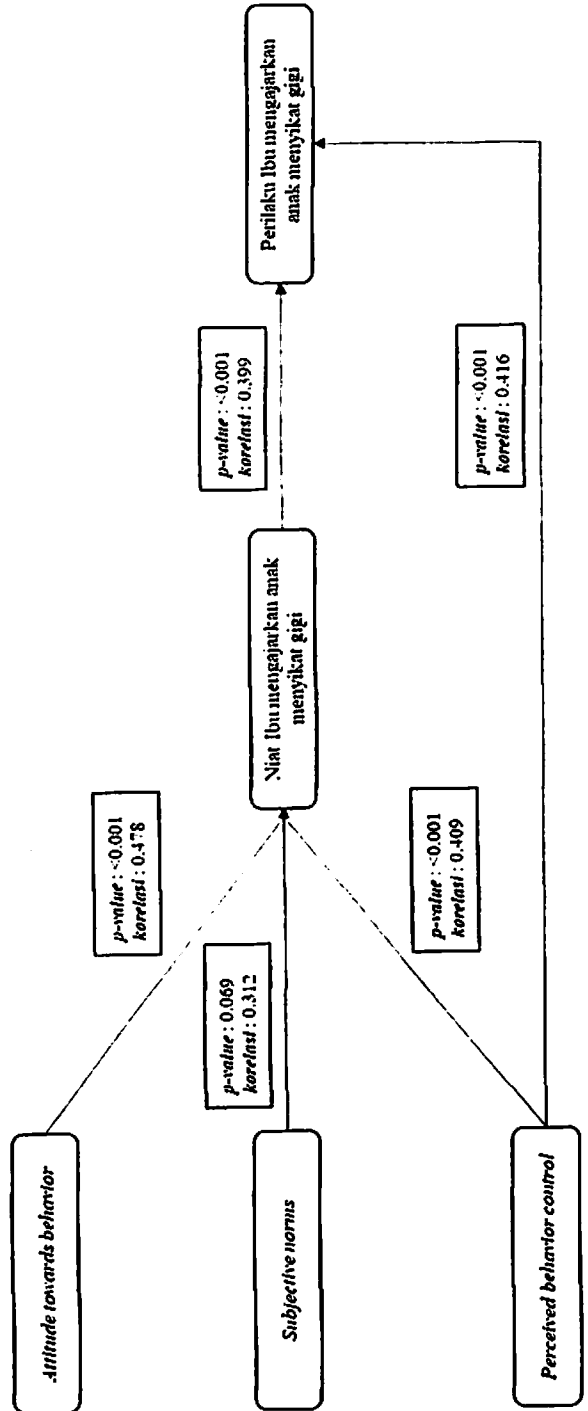 Attitude towards behavior
Subjective norms
Perceived behavior control
p-value : <0.001
korelasi : 0.478
p-value : 0.069
korelasi : 0.312
p-value : <0.001
korelasi : 0.409
Niat Ibu mengajarkan anak
menyikat gigi
p-value : <0.001
korelasi : 0.399
p-value : <0.001
korelasi : 0.416
Perilaku Ibu mengajarkan
anak menyikat gigi